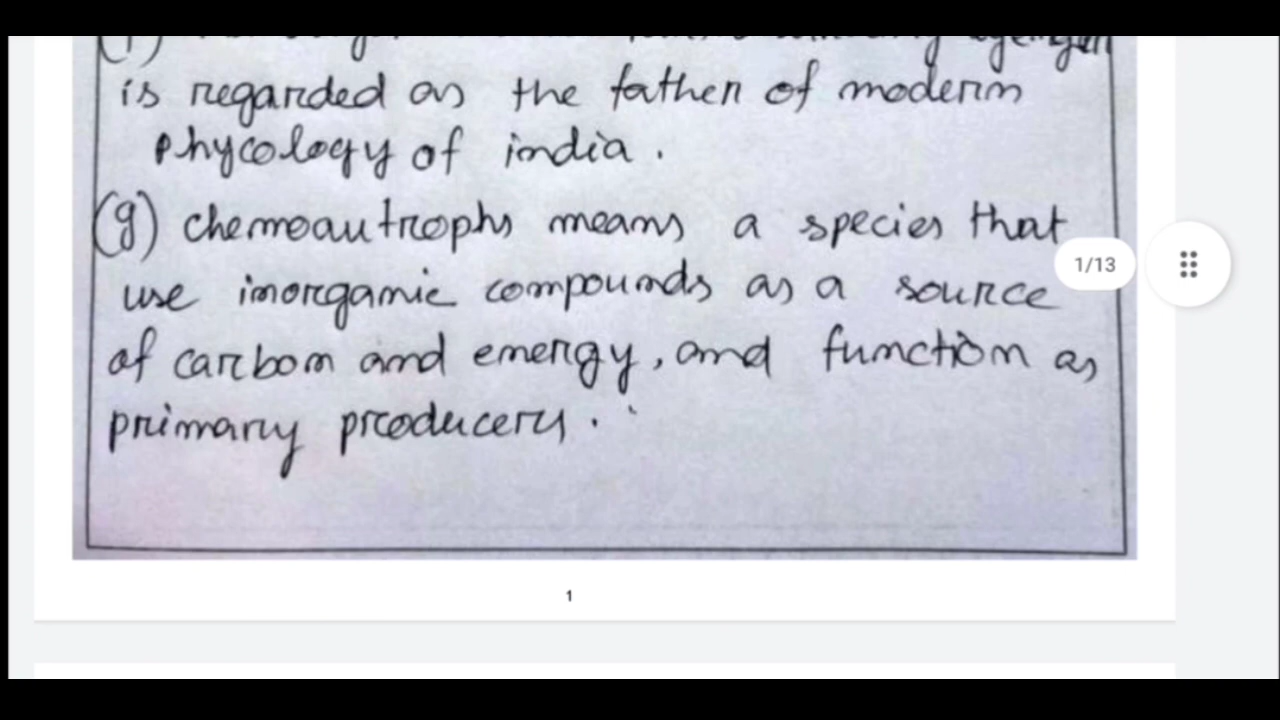 is regarded as the father of modern
phycology of india.
(g) chemoautrophs means a species that
use inorganic compounds as a source
of carbon and energy, and function as
primary producers.
1/13
1